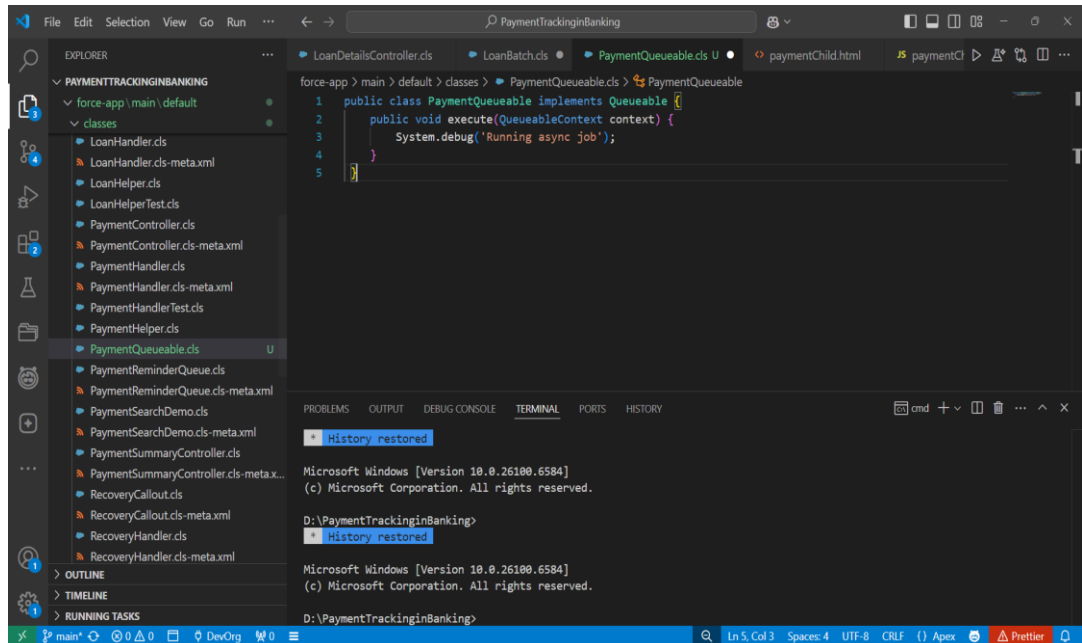 File Edit Selection View Go Run ··· PaymentTrackinginBanking
EXPLORER ···
LoanDetailsController.cls LoanBatch.cls PaymentQueueable.cls U paymentChild.html JS paymentCh
PAYMENTTRACKINGINBANKING
force-app > main > default > classes > PaymentQueueable.cls > PaymentQueueable
force-app \ main \ default
classes
LoanHandler.cls
LoanHandler.cls-meta.xml
LoanHelper.cls
LoanHelperTest.cls
PaymentController.cls
PaymentController.cls-meta.xml
PaymentHandler.cls
PaymentHandler.cls-meta.xml
PaymentHandlerTest.cls
PaymentHelper.cls
PaymentQueueable.cls U
PaymentReminderQueue.cls
PaymentReminderQueue.cls-meta.xml
PaymentSearchDemo.cls
PaymentSearchDemo.cls-meta.xml
PaymentSummaryController.cls
PaymentSummaryController.cls-meta.x...
RecoveryCallout.cls
RecoveryCallout.cls-meta.xml
RecoveryHandler.cls
RecoveryHandler.cls-meta.xml
OUTLINE
TIMELINE
RUNNING TASKS
3
4
2
1
1
1 public class PaymentQueueable implements Queueable {
2 public void execute(QueueableContext context) {
3 System.debug('Running async job');
4 }
5 }
PROBLEMS OUTPUT DEBUG CONSOLE TERMINAL PORTS HISTORY cmd
* History restored
Microsoft Windows [Version 10.0.26100.6584]
(c) Microsoft Corporation. All rights reserved.
D:\PaymentTrackinginBanking>
* History restored
Microsoft Windows [Version 10.0.26100.6584]
(c) Microsoft Corporation. All rights reserved.
D:\PaymentTrackinginBanking>
main* 0 0 DevOrg 0 Ln 5, Col 3 Spaces: 4 UTF-8 CRLF {} Apex Prettier